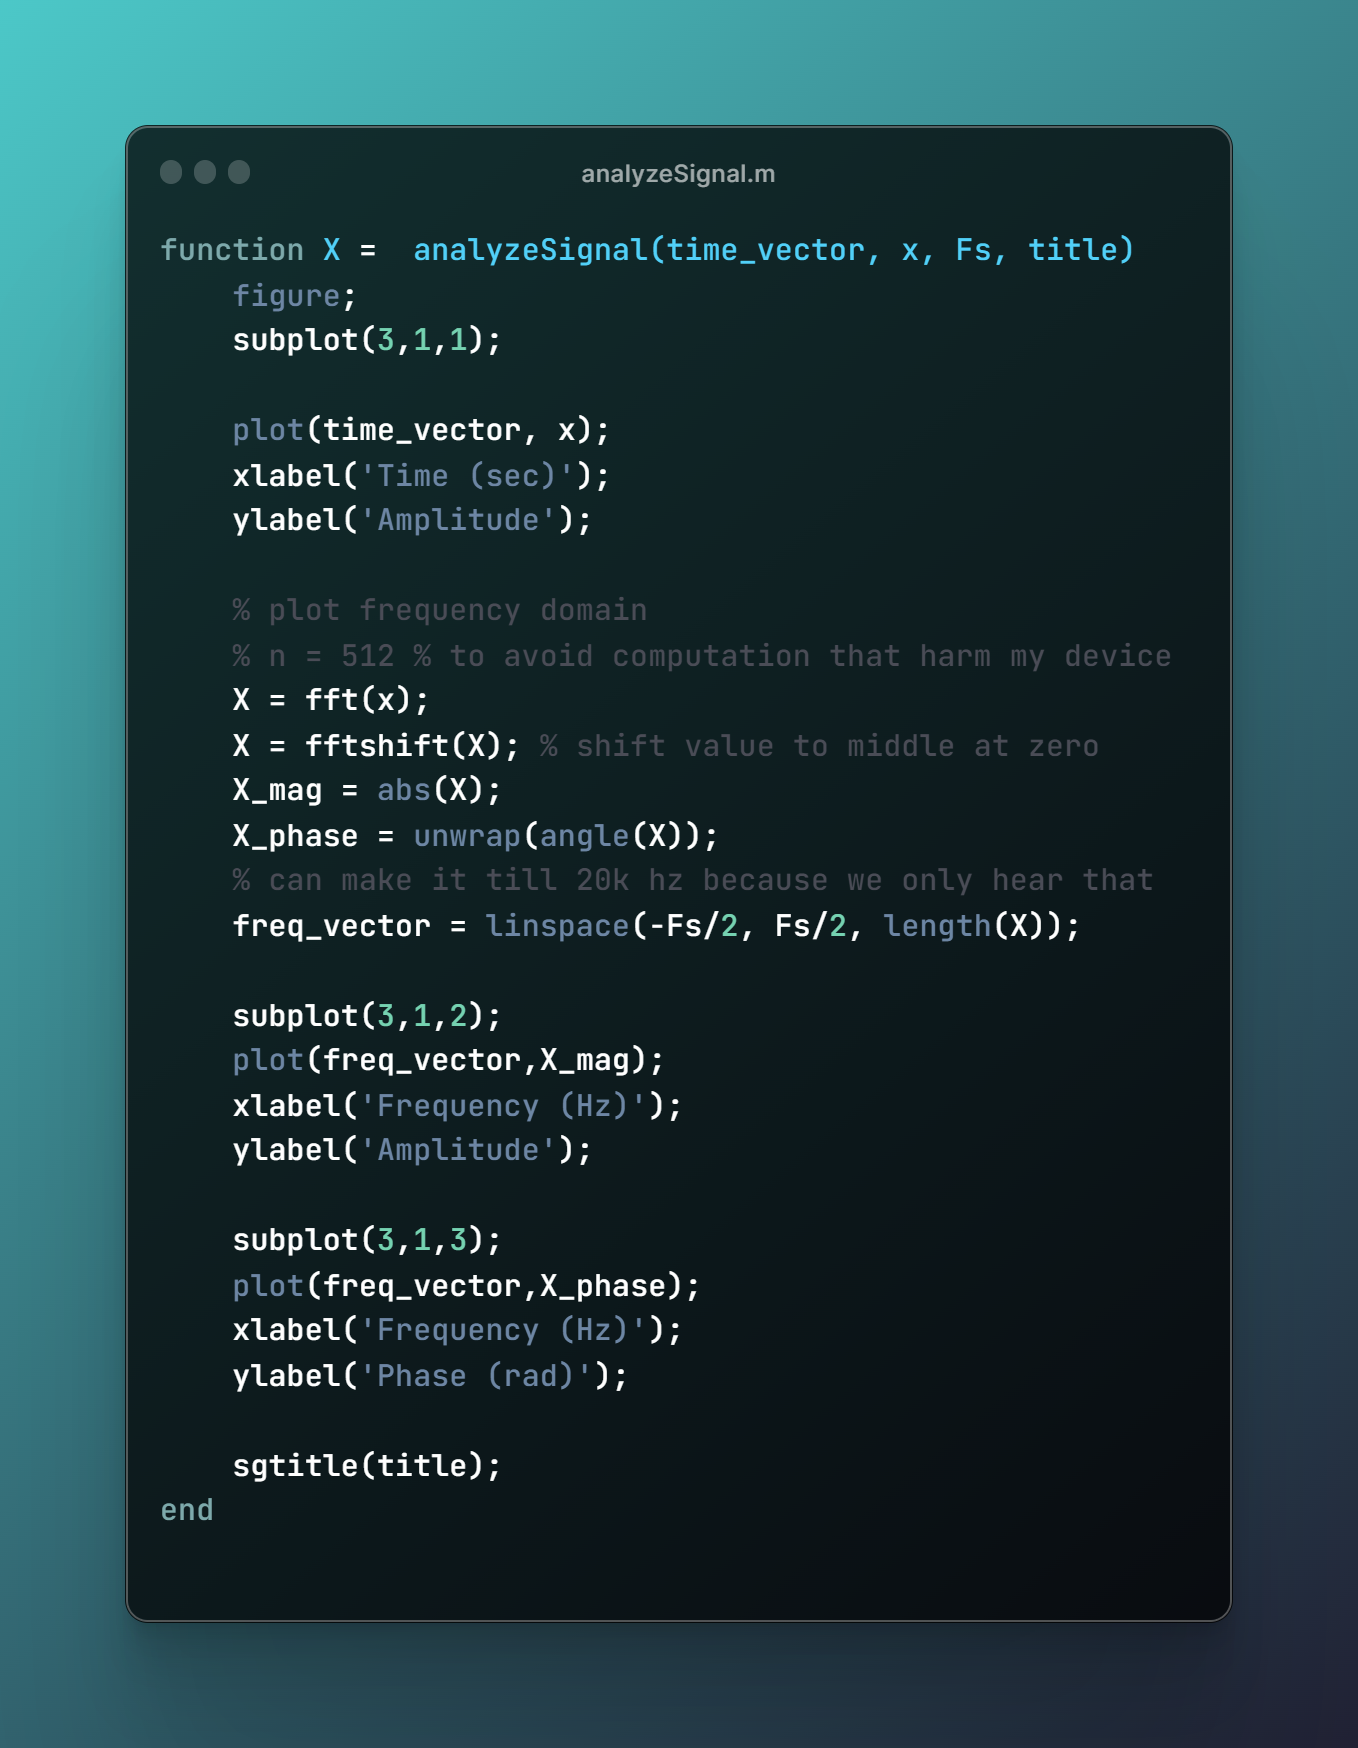 analyzeSignal.m
function X =  analyzeSignal(time_vector, x, Fs, title)
    figure;
    subplot(3,1,1);

    plot(time_vector, x);
    xlabel('Time (sec)');
    ylabel('Amplitude');

    % plot frequency domain
    % n = 512 % to avoid computation that harm my device
    X = fft(x);
    X = fftshift(X); % shift value to middle at zero
    X_mag = abs(X);
    X_phase = unwrap(angle(X));
    % can make it till 20k hz because we only hear that
    freq_vector = linspace(-Fs/2, Fs/2, length(X));

    subplot(3,1,2);
    plot(freq_vector,X_mag);
    xlabel('Frequency (Hz)');
    ylabel('Amplitude');

    subplot(3,1,3);
    plot(freq_vector,X_phase);
    xlabel('Frequency (Hz)');
    ylabel('Phase (rad)');

    sgtitle(title);
end